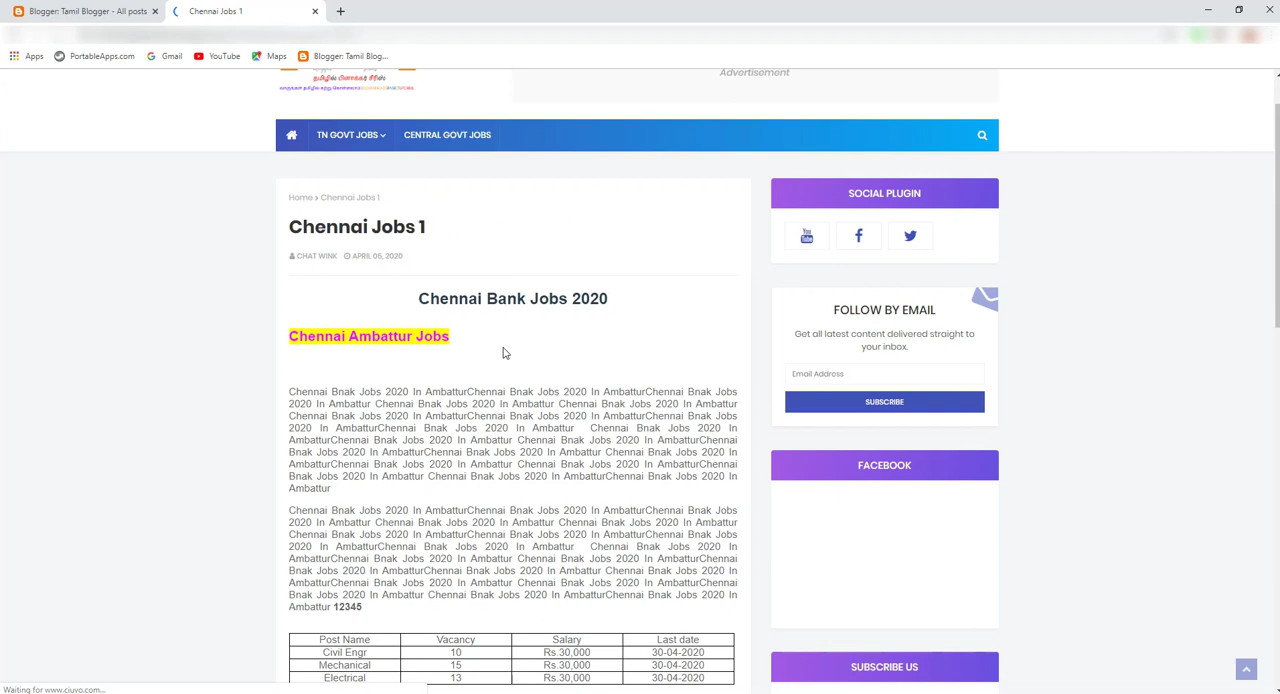 Blogger: Tamil Blogger - All posts
Chennai Jobs 1
Apps
PortableApps.com
Gmail
YouTube
Maps
Blogger: Tamil Blog...
தமிழில் பிளாக்கர் சீரிஸ்
Advertisement
TN GOVT JOBS
CENTRAL GOVT JOBS
Home > Chennai Jobs 1
Chennai Jobs 1
CHAT WINK APRIL 05, 2020
Chennai Bank Jobs 2020
Chennai Ambattur Jobs
Chennai Bnak Jobs 2020 In AmbatturChennai Bnak Jobs 2020 In AmbatturChennai Bnak Jobs
2020 In Ambattur Chennai Bnak Jobs 2020 In Ambattur Chennai Bnak Jobs 2020 In Ambattur
Chennai Bnak Jobs 2020 In AmbatturChennai Bnak Jobs 2020 In AmbatturChennai Bnak Jobs
2020 In AmbatturChennai Bnak Jobs 2020 In Ambattur Chennai Bnak Jobs 2020 In
AmbatturChennai Bnak Jobs 2020 In Ambattur Chennai Bnak Jobs 2020 In AmbatturChennai
Bnak Jobs 2020 In AmbatturChennai Bnak Jobs 2020 In Ambattur Chennai Bnak Jobs 2020 In
AmbatturChennai Bnak Jobs 2020 In Ambattur Chennai Bnak Jobs 2020 In AmbatturChennai
Bnak Jobs 2020 In Ambattur Chennai Bnak Jobs 2020 In AmbatturChennai Bnak Jobs 2020 In
Ambattur
Chennai Bnak Jobs 2020 In AmbatturChennai Bnak Jobs 2020 In AmbatturChennai Bnak Jobs
2020 In Ambattur Chennai Bnak Jobs 2020 In Ambattur Chennai Bnak Jobs 2020 In Ambattur
Chennai Bnak Jobs 2020 In AmbatturChennai Bnak Jobs 2020 In AmbatturChennai Bnak Jobs
2020 In AmbatturChennai Bnak Jobs 2020 In Ambattur Chennai Bnak Jobs 2020 In
AmbatturChennai Bnak Jobs 2020 In Ambattur Chennai Bnak Jobs 2020 In AmbatturChennai
Bnak Jobs 2020 In AmbatturChennai Bnak Jobs 2020 In Ambattur Chennai Bnak Jobs 2020 In
AmbatturChennai Bnak Jobs 2020 In Ambattur Chennai Bnak Jobs 2020 In AmbatturChennai
Bnak Jobs 2020 In Ambattur Chennai Bnak Jobs 2020 In AmbatturChennai Bnak Jobs 2020 In
Ambattur 12345
Post Name Vacancy Salary Last date
Civil Engr 10 Rs.30,000 30-04-2020
Mechanical 15 Rs.30,000 30-04-2020
Electrical 13 Rs.30,000 30-04-2020
SOCIAL PLUGIN
You Tube
FOLLOW BY EMAIL
Get all latest content delivered straight to
your inbox.
Email Address
SUBSCRIBE
FACEBOOK
SUBSCRIBE US
Waiting for www.ciuvo.com...